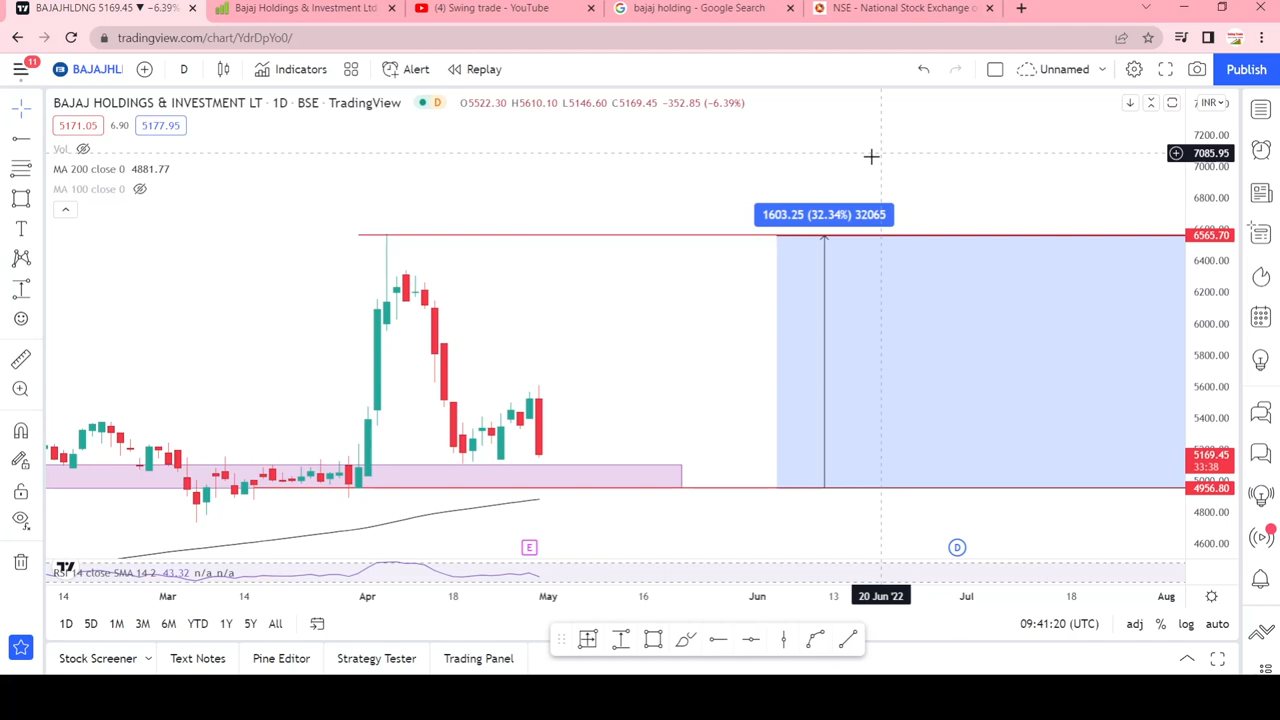 BAJAJHLDNG 5169.45 ▼ −6.39%
Bajaj Holdings & Investment Ltd
(4) Swing trade - YouTube
bajaj holding - Google Search
NSE - National Stock Exchange o
tradingview.com/chart/YdrDpYo0/
11
BAJAJHL
D
Indicators
Alert
Replay
Unnamed
Publish
BAJAJ HOLDINGS & INVESTMENT LT · 1D · BSE · TradingView
D
O5522.30 H5610.10 L5146.60 C5169.45 −352.85 (−6.39%)
INR
5171.05
6.90
5177.95
Vol
MA 200 close 0 4881.77
MA 100 close 0
7200.00
7085.95
7000.00
6800.00
1603.25 (32.34%) 32065
6565.70
6400.00
6200.00
6000.00
5800.00
5600.00
5400.00
5169.45
33:38
4956.80
4800.00
4600.00
E
D
RSI 14 close SMA 14 2 43.32 n/a n/a
14
Mar
14
Apr
18
May
16
Jun
13
20 Jun '22
Jul
18
Aug
1D
5D
1M
3M
6M
YTD
1Y
5Y
All
09:41:20 (UTC)
adj
%
log
auto
Stock Screener
Text Notes
Pine Editor
Strategy Tester
Trading Panel